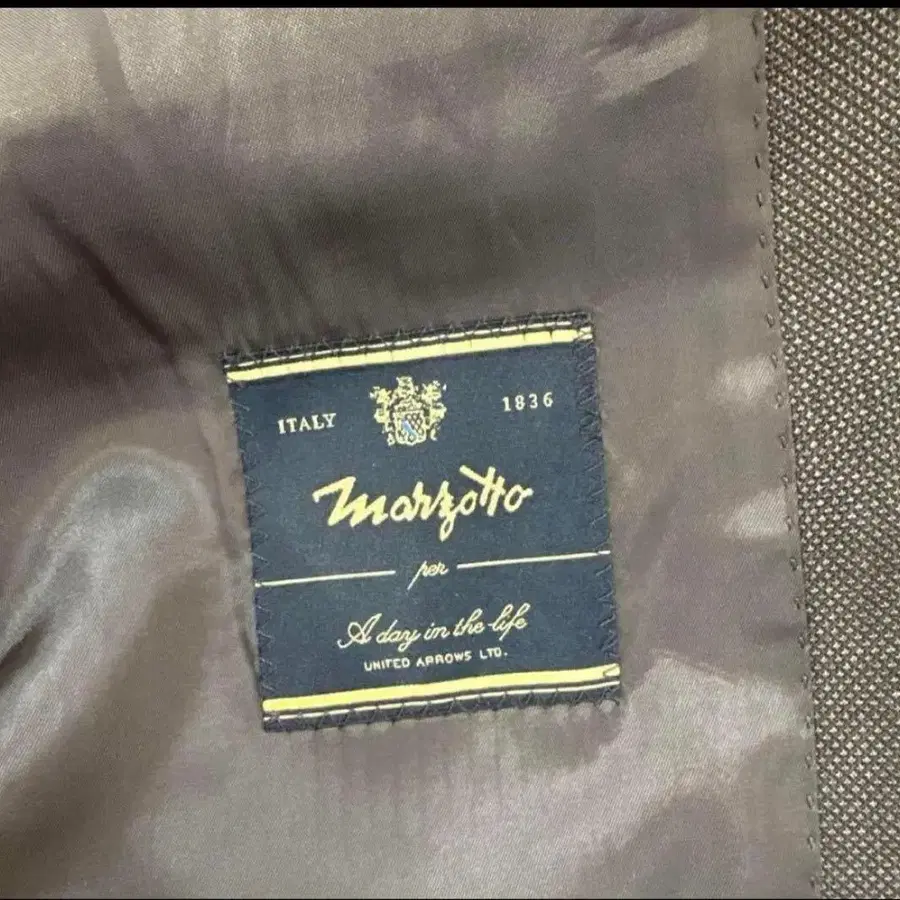 ITALY 1836
Marzotto
per
A day in the life
UNITED ARROWS LTD.